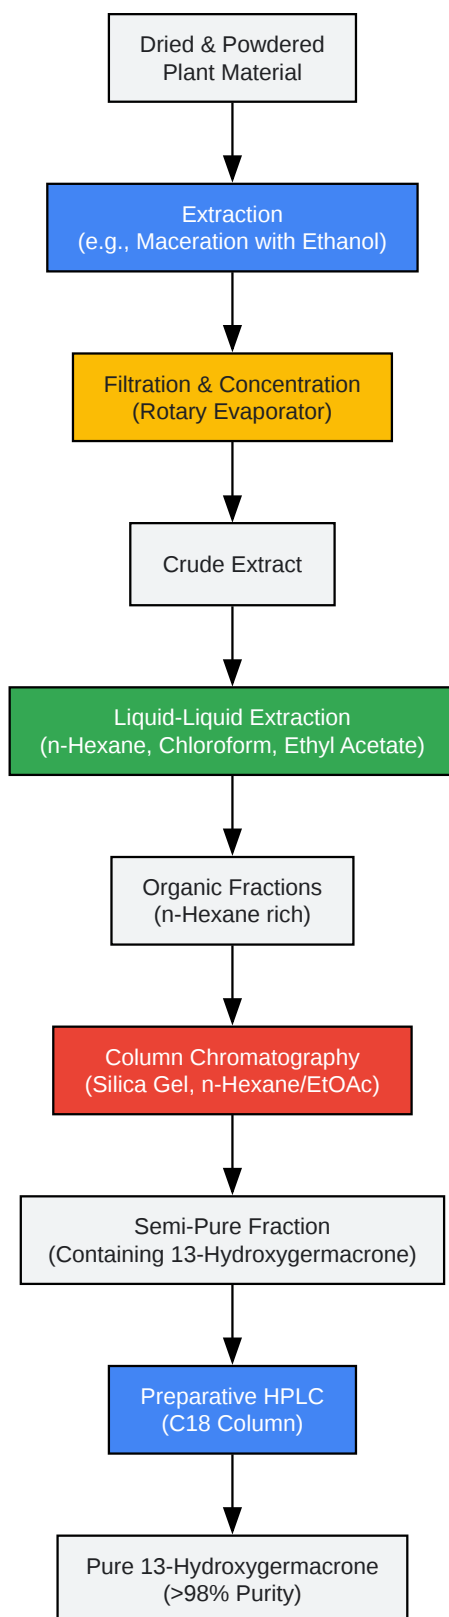 Dried & Powdered
Plant Material
Extraction
(e.g., Maceration with Ethanol)
Filtration & Concentration
(Rotary Evaporator)
Crude Extract
Liquid-Liquid Extraction
(n-Hexane, Chloroform, Ethyl Acetate)
Organic Fractions
(n-Hexane rich)
Column Chromatography
(Silica Gel, n-Hexane/EtOAc)
Semi-Pure Fraction
(Containing 13-Hydroxygermacrone)
Preparative HPLC
(C18 Column)
Pure 13-Hydroxygermacrone
(>98% Purity)